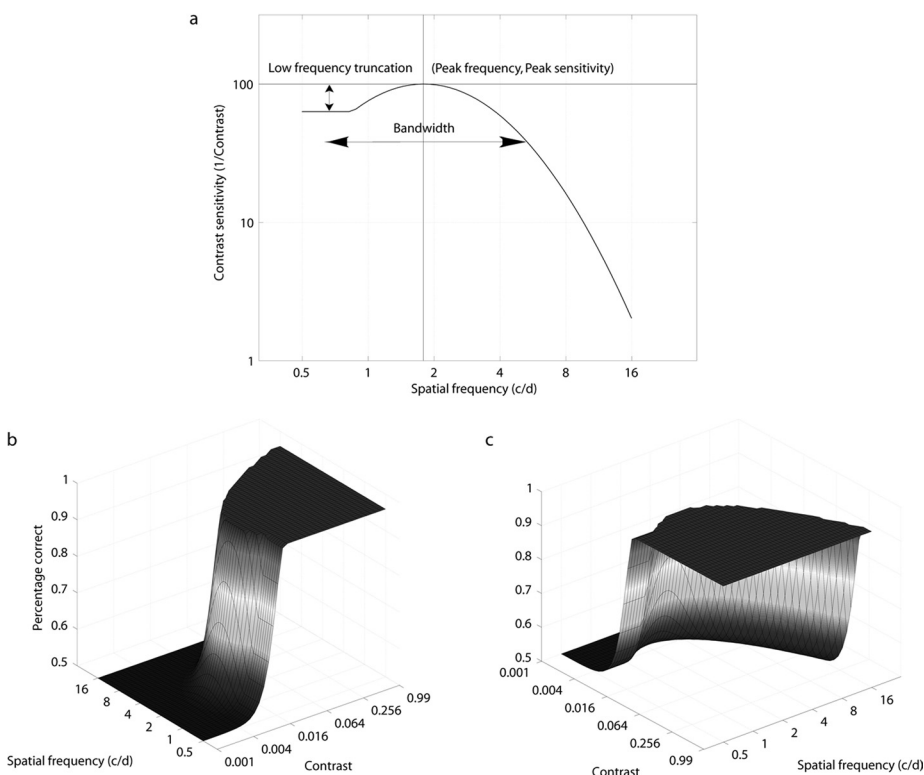 a
Low frequency truncation
(Peak frequency, Peak sensitivity)
100
Bandwidth
10
1
Contrast sensitivity (1/Contrast)
0.5 1 2 4 8 16
Spatial frequency (c/d)
b
1
0.9
0.8
0.7
0.6
0.5
Percentage correct
16
8
4
2
1
0.5
Spatial frequency (c/d)
0.001
0.004
0.016
0.064
0.256
0.99
Contrast
c
1
0.9
0.8
0.7
0.6
0.5
0.001
0.004
0.016
0.064
0.256
0.99
Contrast
0.5
1
2
4
8
16
Spatial frequency (c/d)